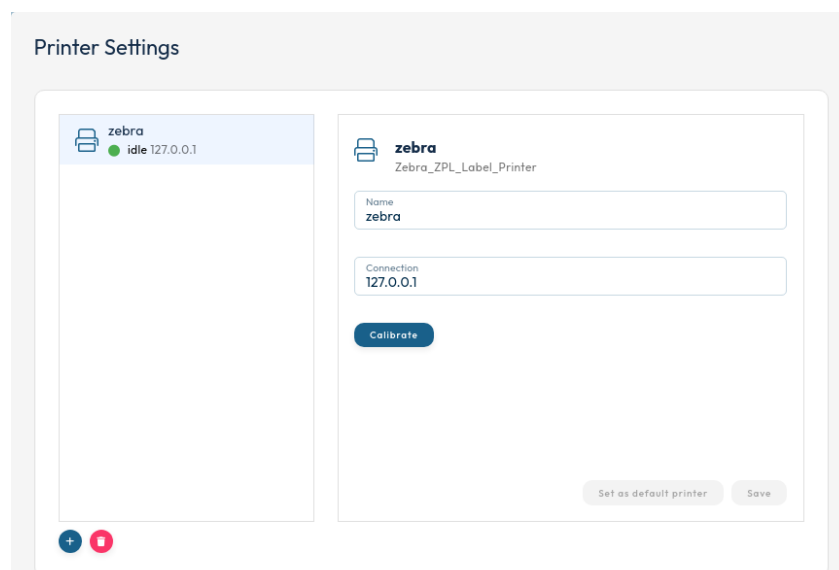 Printer Settings
zebra
idle 127.0.0.1
zebra
Zebra_ZPL_Label_Printer
Name
zebra
Connection
127.0.0.1
Calibrate
Set as default printer
Save